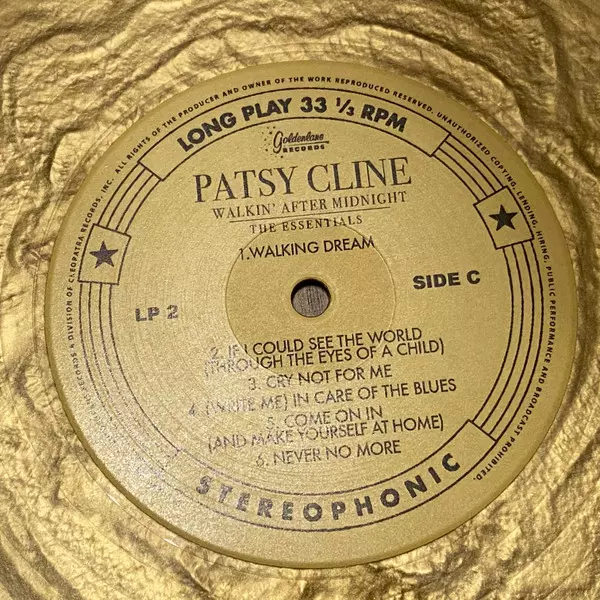 ALL RIGHTS OF THE PRODUCER AND OWNER OF THE WORK REPRODUCED RESERVED. UNAUTHORIZED COPYING, LENDING, HIRING, PUBLIC PERFORMANCE AND BROADCAST PROHIBITED.
LONG PLAY 33 1/3 RPM
Goldenlane
RECORDS
PATSY CLINE
WALKIN' AFTER MIDNIGHT
THE ESSENTIALS
1.WALKING DREAM
LP 2
SIDE C
2. IF I COULD SEE THE WORLD
(THROUGH THE EYES OF A CHILD)
3. CRY NOT FOR ME
4. (WRITE ME) IN CARE OF THE BLUES
5. COME ON IN
(AND MAKE YOURSELF AT HOME)
6. NEVER NO MORE
RECORDS, A DIVISION OF CLEOPATRA RECORDS, INC.
STEREOPHONIC